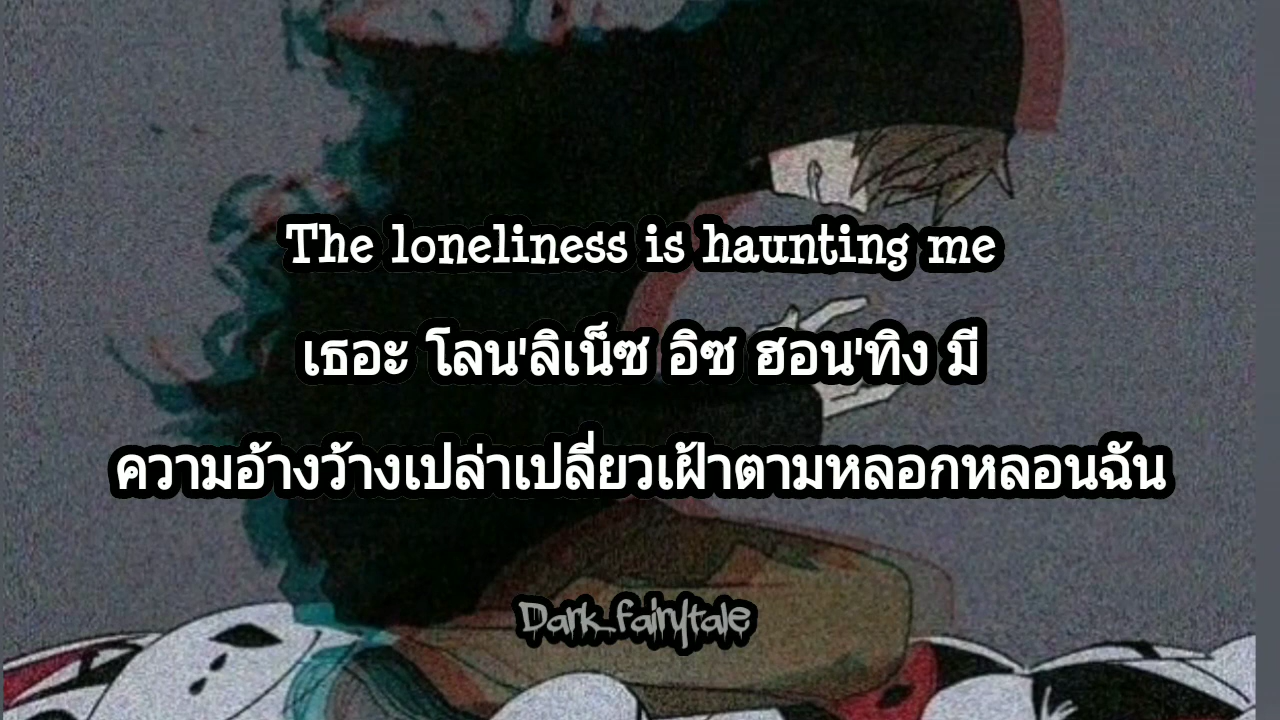 The loneliness is haunting me
เธอะ โลน'ลิเน็ซ อิซ ฮอน'ทิง มี
ความอ้างว้างเปล่าเปลี่ยวเฝ้าตามหลอกหลอนฉัน
Dark_fairytale